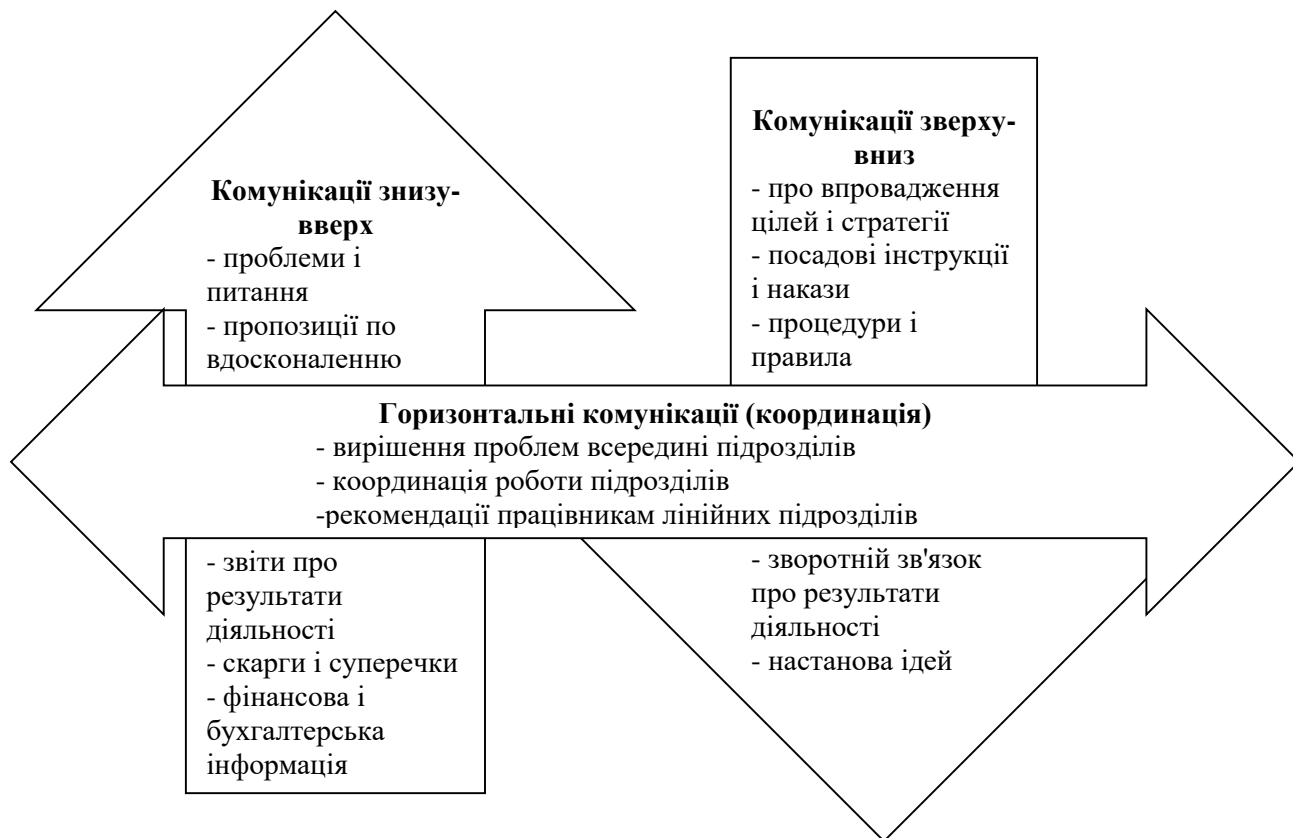 Комунікації знизу-
вверх
- проблеми і
питання
- пропозиції по
вдосконаленню
Комунікації зверху-
вниз
- про впровадження
цілей і стратегії
- посадові інструкції
і накази
- процедури і
правила
Горизонтальні комунікації (координація)
- вирішення проблем всередині підрозділів
- координація роботи підрозділів
-рекомендації працівникам лінійних підрозділів
- звіти про
результати
діяльності
- скарги і суперечки
- фінансова і
бухгалтерська
інформація
- зворотній зв'язок
про результати
діяльності
- настанова ідей